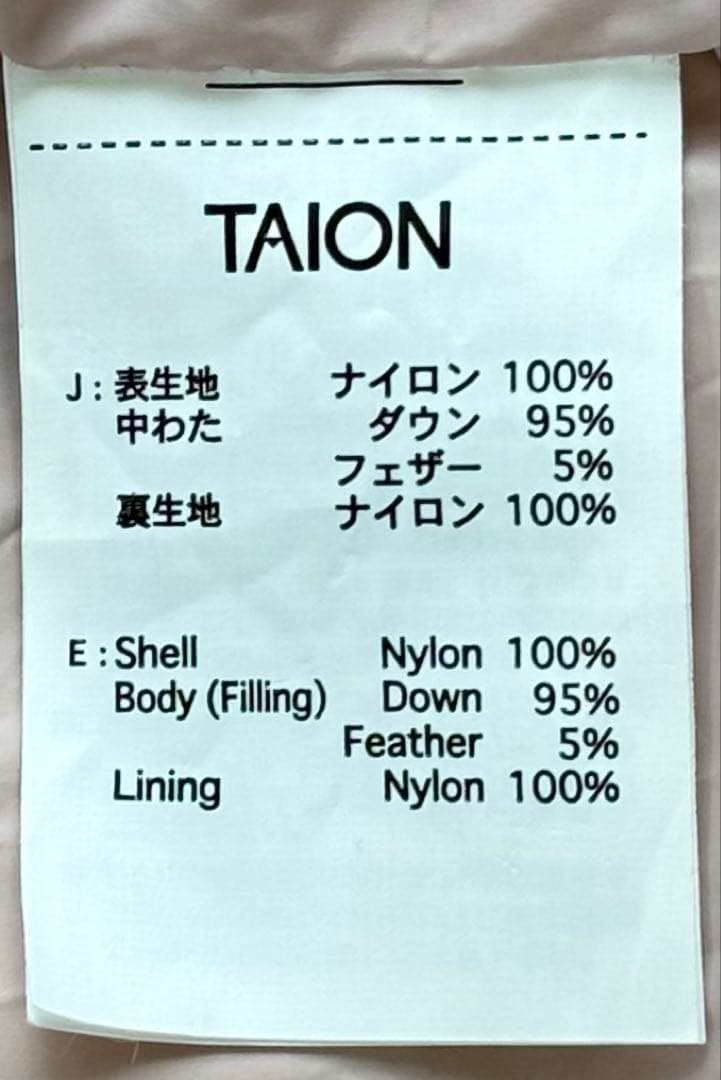 TAION
J : 表生地 ナイロン 100%
中わた ダウン 95%
フェザー 5%
裏生地 ナイロン 100%
E : Shell Nylon 100%
Body (Filling) Down 95%
Feather 5%
Lining Nylon 100%